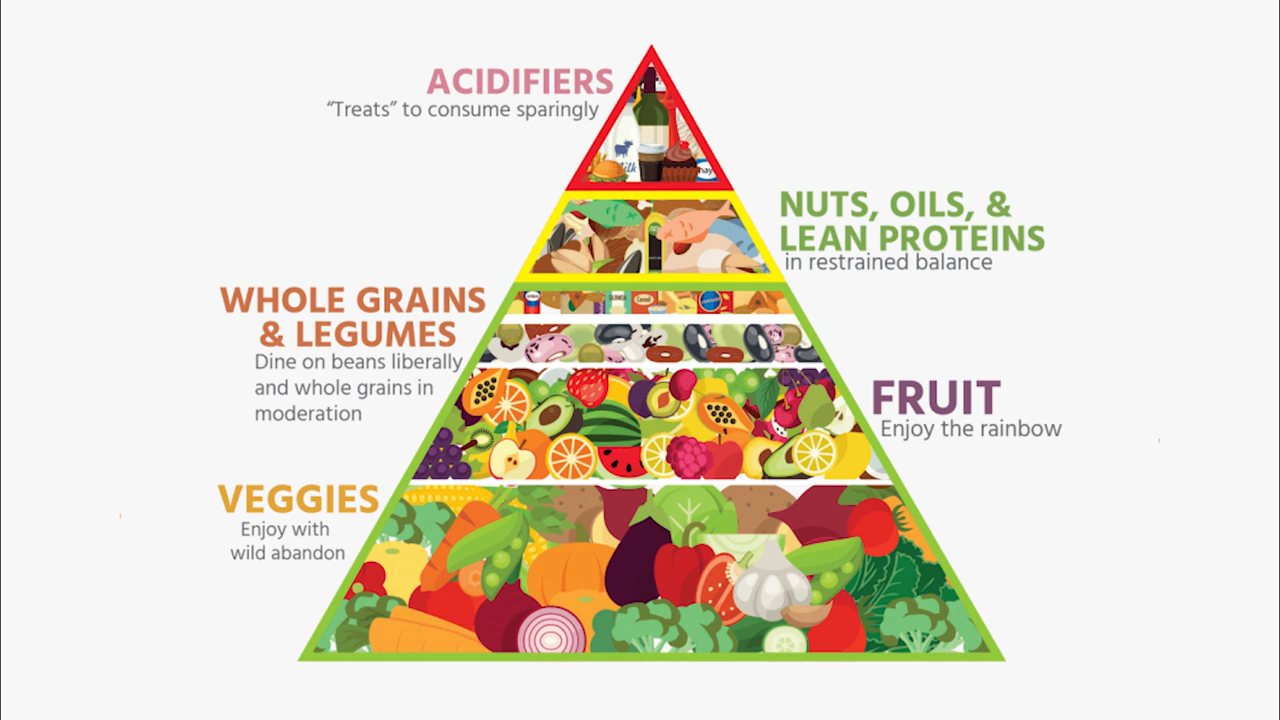 ACIDIFIERS
“Treats” to consume sparingly
NUTS, OILS, &
LEAN PROTEINS
in restrained balance
WHOLE GRAINS
& LEGUMES
Dine on beans liberally
and whole grains in
moderation
FRUIT
Enjoy the rainbow
VEGGIES
Enjoy with
wild abandon